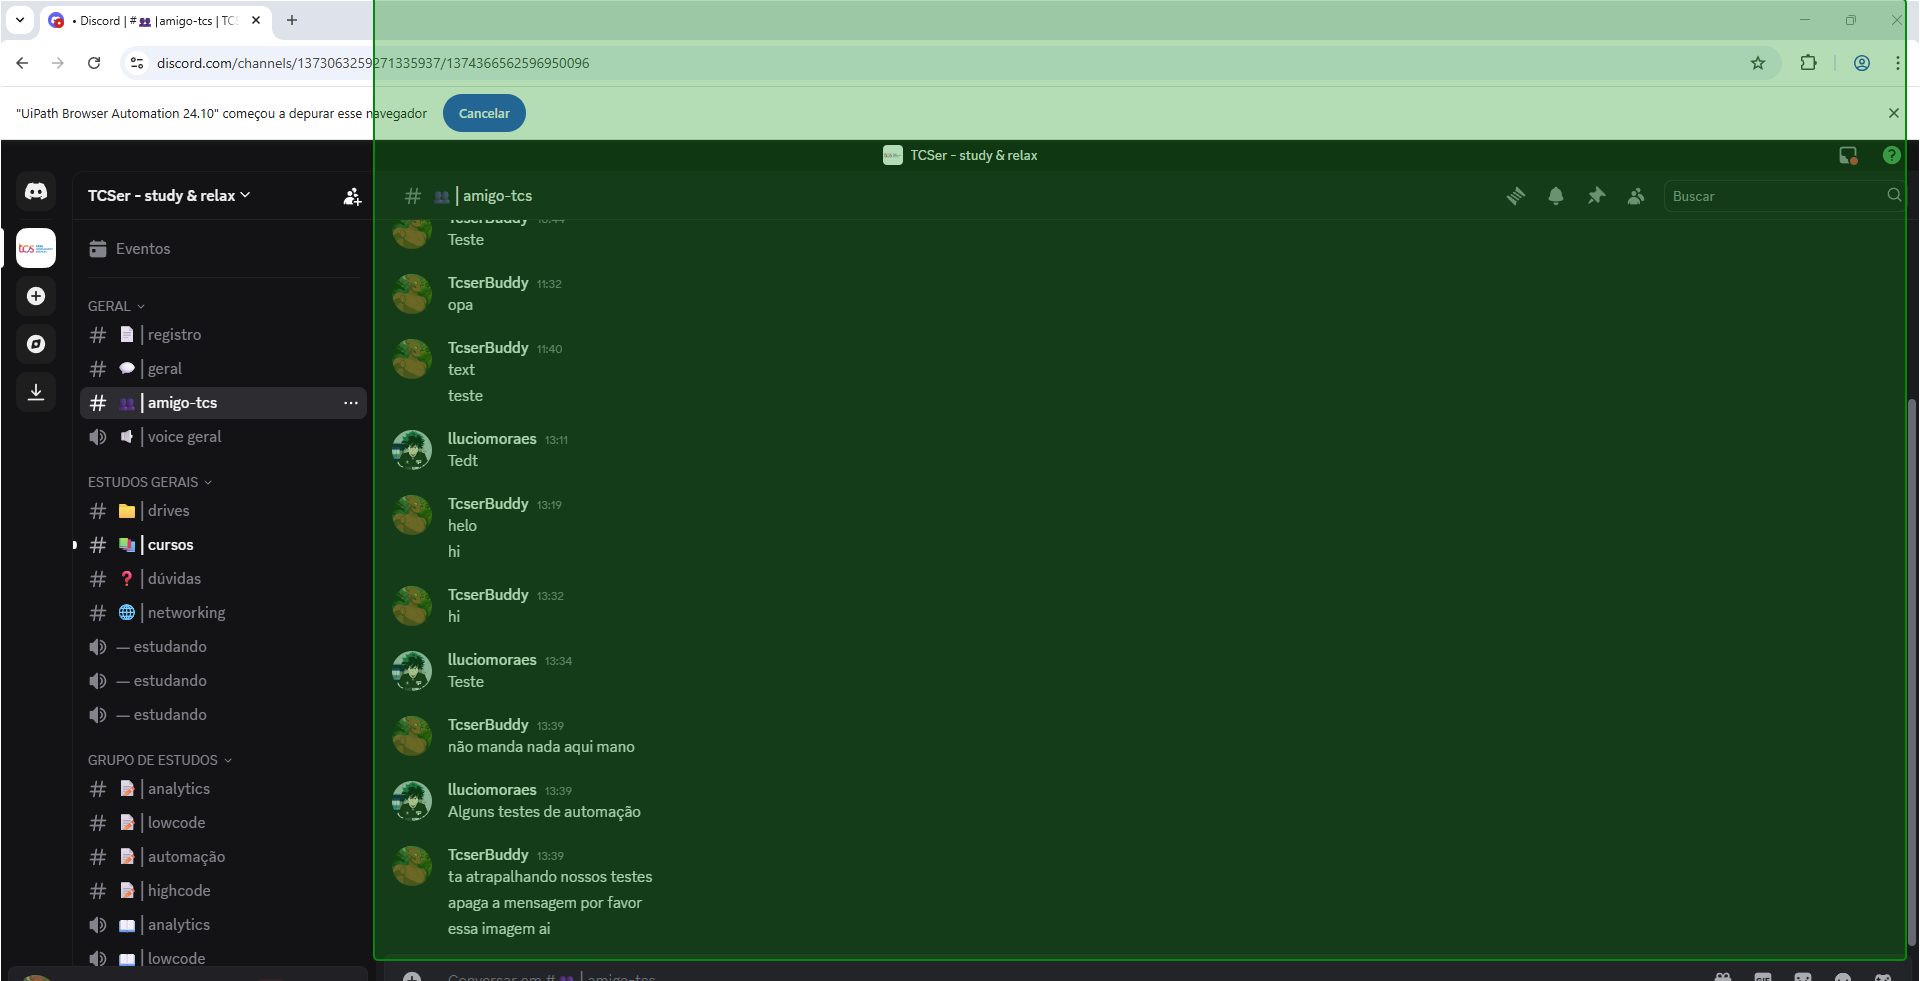 • Discord | # 👥 | amigo-tcs | TCS
discord.com/channels/1373063259271335937/1374366562596950096
"UiPath Browser Automation 24.10" começou a depurar esse navegador
Cancelar
TCSer - study & relax
TCSer - study & relax
# 👥 | amigo-tcs
Buscar
tcs
Eventos
GERAL
| registro
| geral
| amigo-tcs
| voice geral
ESTUDOS GERAIS
| drives
| cursos
| dúvidas
| networking
— estudando
— estudando
— estudando
GRUPO DE ESTUDOS
| analytics
| lowcode
| automação
| highcode
| analytics
| lowcode
TcserBuddy
Teste
TcserBuddy 11:32
opa
TcserBuddy 11:40
text
teste
lluciomoraes 13:11
Tedt
TcserBuddy 13:19
helo
hi
TcserBuddy 13:32
hi
lluciomoraes 13:34
Teste
TcserBuddy 13:39
não manda nada aqui mano
lluciomoraes 13:39
Alguns testes de automação
TcserBuddy 13:39
ta atrapalhando nossos testes
apaga a mensagem por favor
essa imagem ai
Conversar em # 👥 | amigo-tcs
GIF